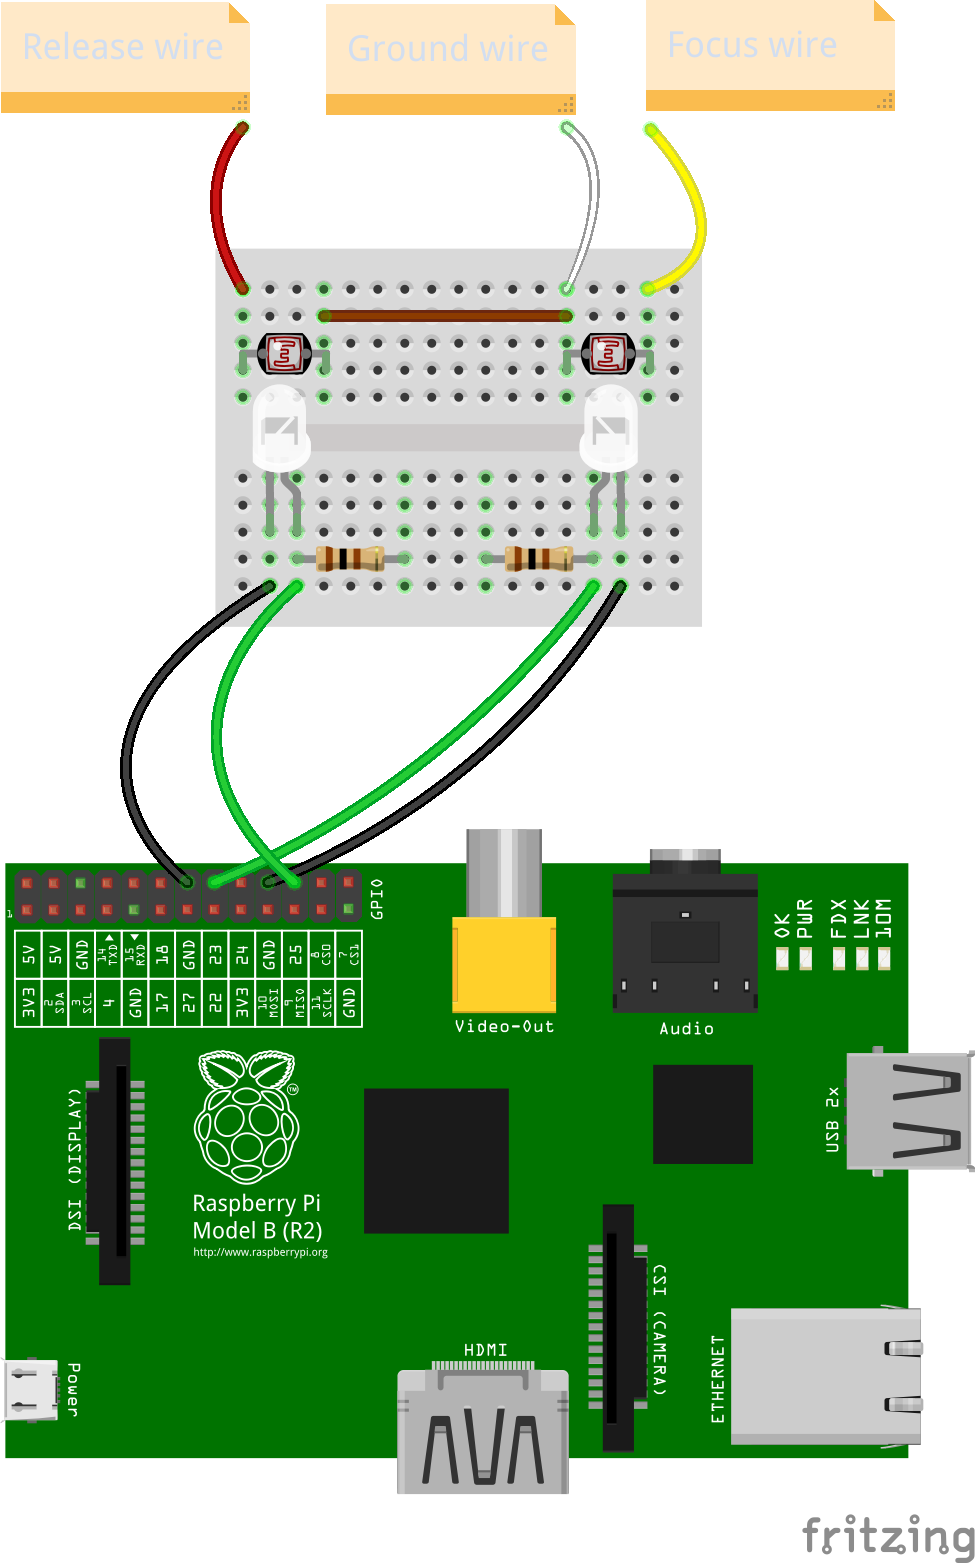 Release wire
Ground wire
Focus wire
GPIO
1
5V 5V GND 14 TXD 15 RXD 18 GND 23 24 GND 25 8 CS0 7 CS1
3V3 2 SDA 3 SCL 4 GND 17 27 22 3V3 10 MOSI 9 MISO 11 SCLK GND
OK PWR FDX LNK 10M
Video-Out
Audio
USB 2x
DSI (DISPLAY)
TM
Raspberry Pi
Model B (R2)
http://www.raspberrypi.org
CSI (CAMERA)
ETHERNET
HDMI
Power
fritzing